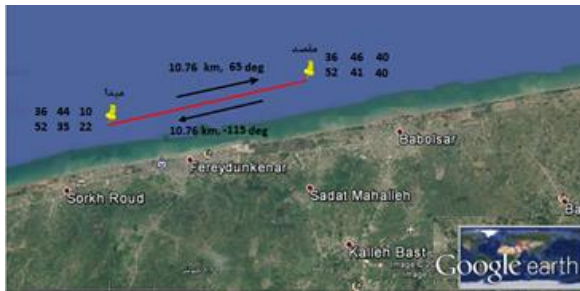 مقصد
36 46 40
52 41 40
10.76 km, 65 deg
مبدا
36 44 10
52 35 22
10.76 km, -115 deg
Babolsar
Fereydunkenar
Sorkh Roud
Sadat Mahalleh
Ba
Kalleh Bast
Google earth